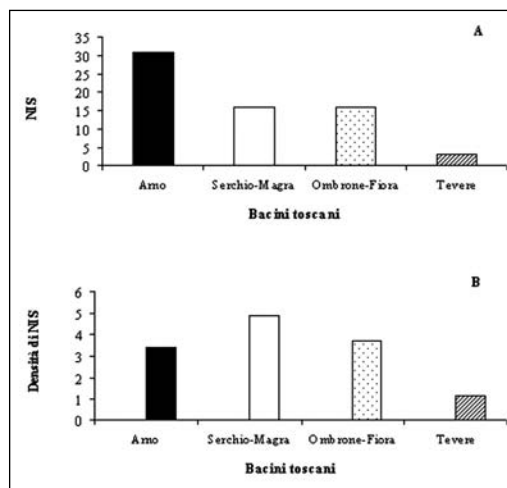 A
NIS
35
30
25
20
15
10
5
0
Arno Serchio-Magra Ombrone-Fiora Tevere
Bacini toscani
B
Densità di NIS
6
5
4
3
2
1
0
Arno Serchio-Magra Ombrone-Fiora Tevere
Bacini toscani